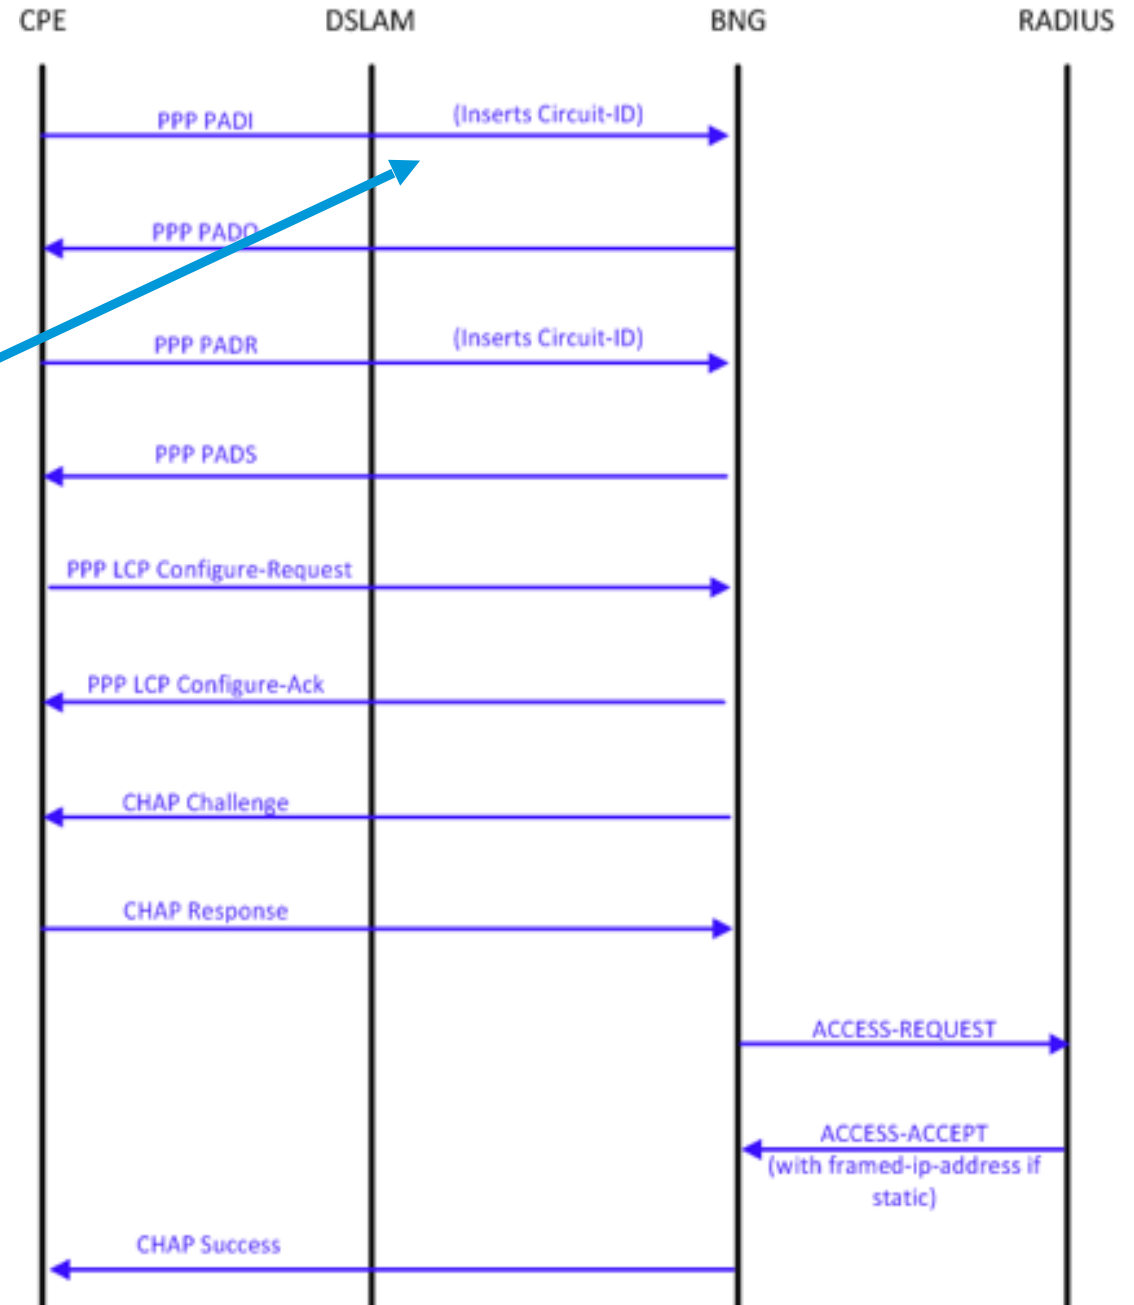 CPE DSLAM BNG RADIUS
PPP PADI (Inserts Circuit-ID)
PPP PADO
PPP PADR (Inserts Circuit-ID)
PPP PADS
PPP LCP Configure-Request
PPP LCP Configure-Ack
CHAP Challenge
CHAP Response
ACCESS-REQUEST
ACCESS-ACCEPT
(with framed-ip-address if
static)
CHAP Success